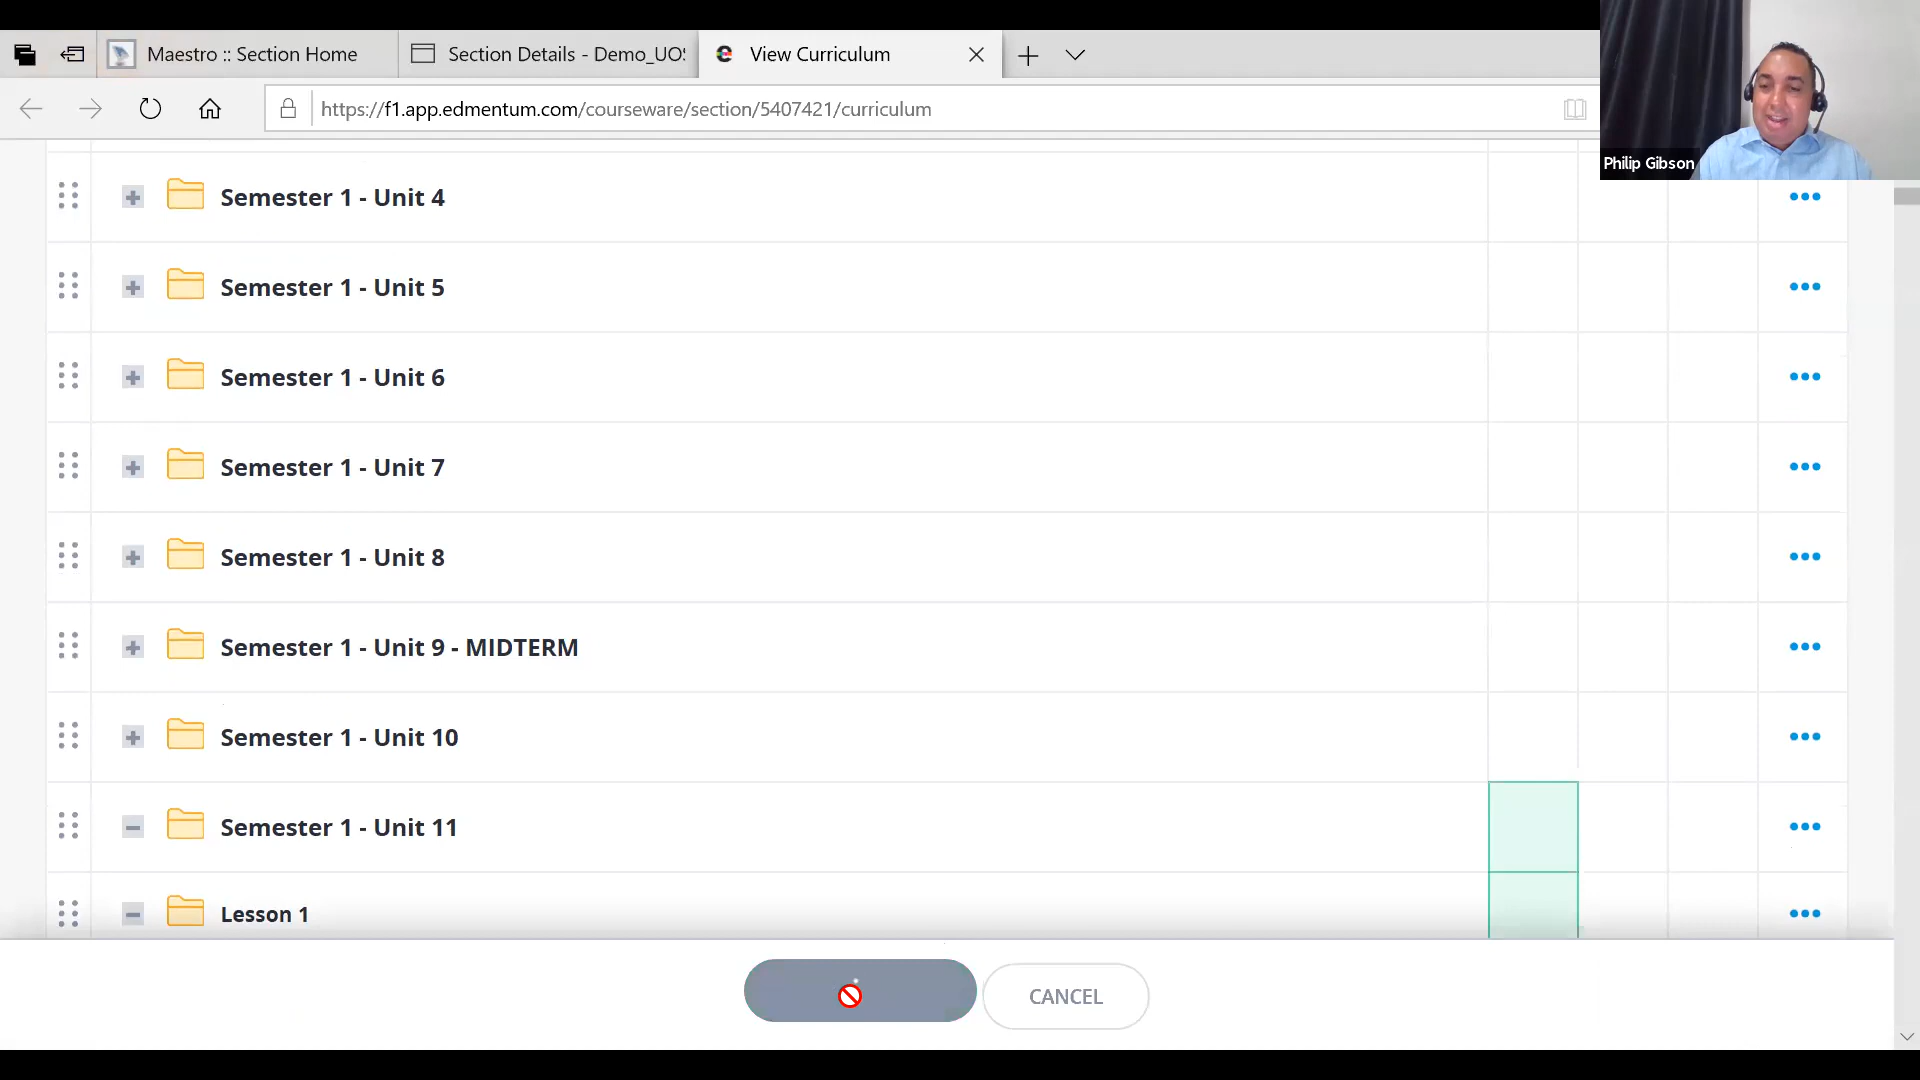 Maestro :: Section Home
Section Details - Demo_UO
View Curriculum
https://f1.app.edmentum.com/courseware/section/5407421/curriculum
Philip Gibson
Semester 1 - Unit 4
Semester 1 - Unit 5
Semester 1 - Unit 6
Semester 1 - Unit 7
Semester 1 - Unit 8
Semester 1 - Unit 9 - MIDTERM
Semester 1 - Unit 10
Semester 1 - Unit 11
Lesson 1
CANCEL